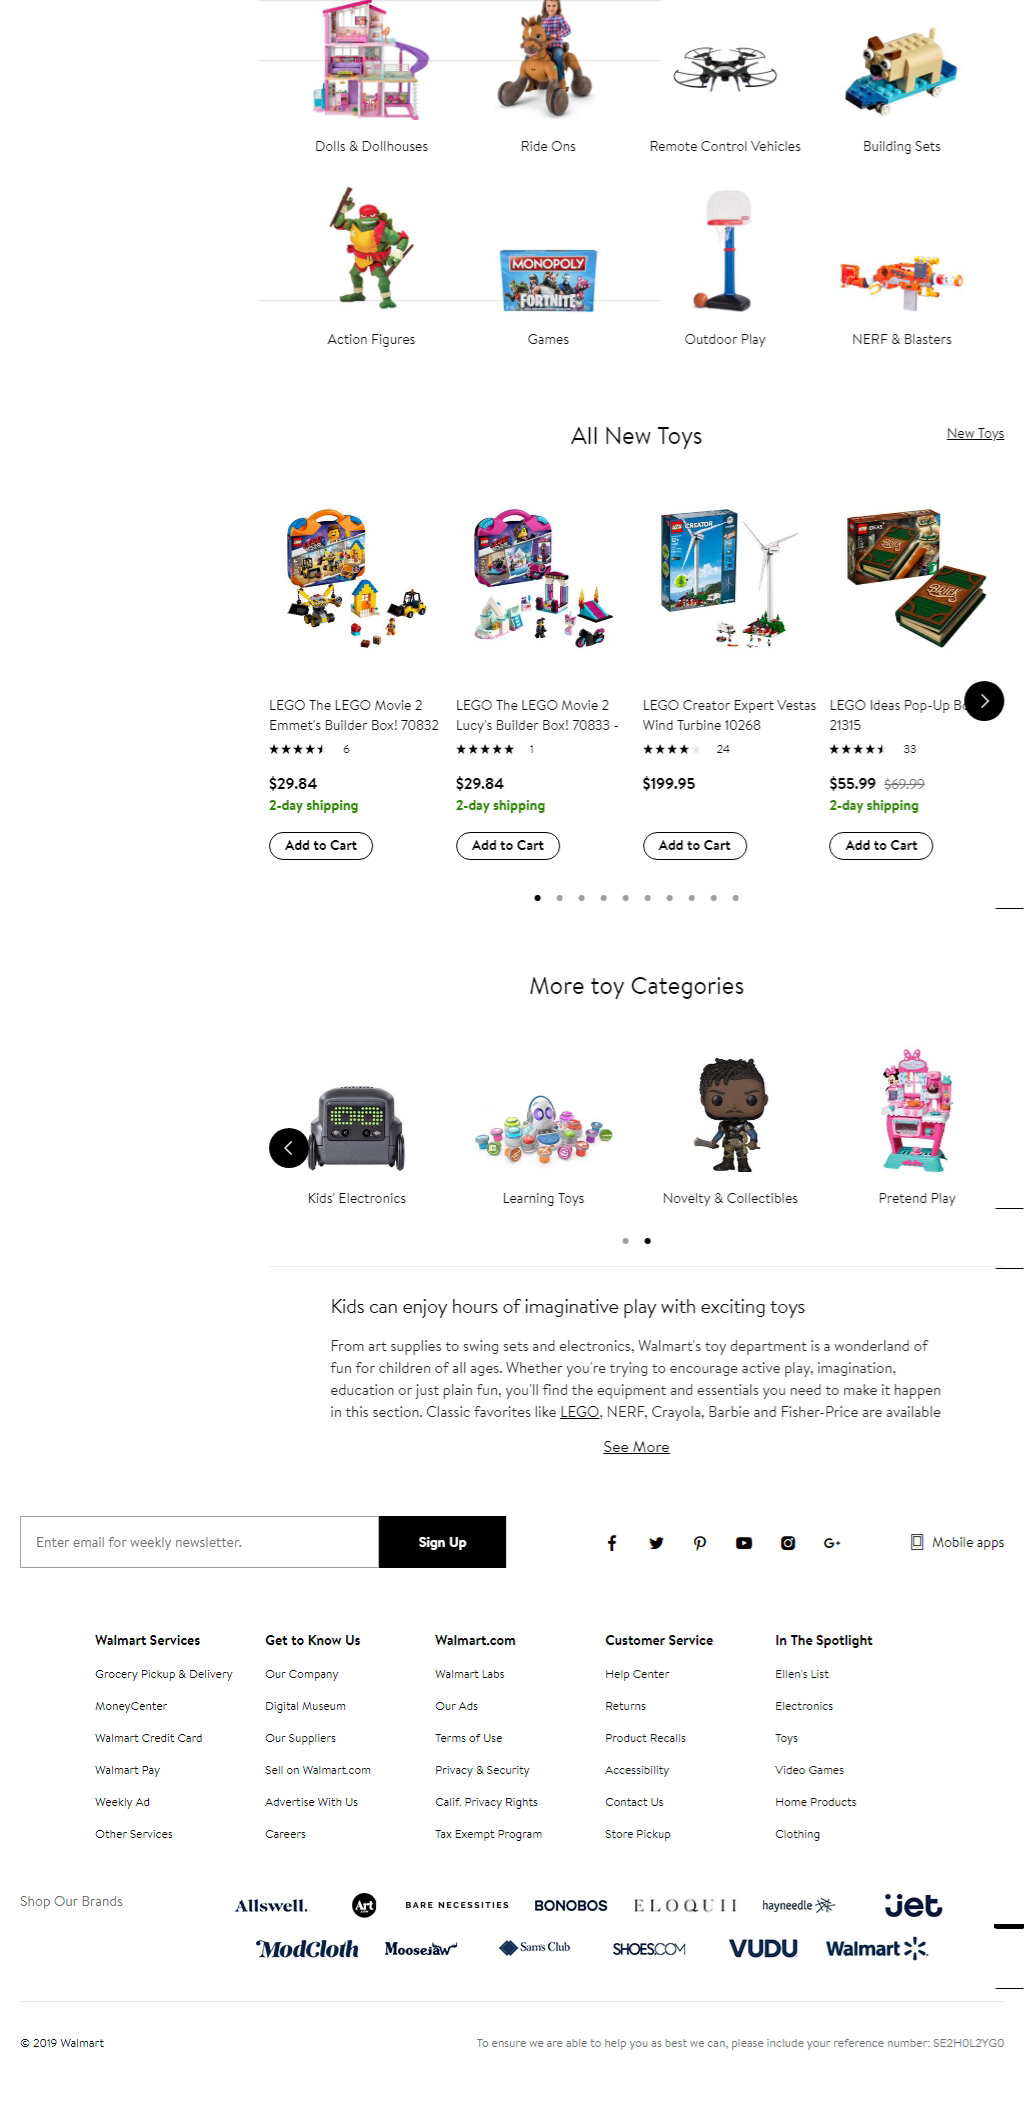 Dolls & Dollhouses
Ride Ons
Remote Control Vehicles
Building Sets
MONOPOLY
FORTNITE
Action Figures
Games
Outdoor Play
NERF & Blasters
All New Toys
New Toys
CREATOR
IDEAS
BRICK
LEGO The LEGO Movie 2
Emmet's Builder Box! 70832
6
$29.84
2-day shipping
Add to Cart
LEGO The LEGO Movie 2
Lucy's Builder Box! 70833 -
1
$29.84
2-day shipping
Add to Cart
LEGO Creator Expert Vestas
Wind Turbine 10268
24
$199.95
Add to Cart
LEGO Ideas Pop-Up
21315
33
$55.99 $69.99
2-day shipping
Add to Cart
More toy Categories
Kids' Electronics
Learning Toys
Novelty & Collectibles
Pretend Play
Kids can enjoy hours of imaginative play with exciting toys
From art supplies to swing sets and electronics, Walmart's toy department is a wonderland of
fun for children of all ages. Whether you're trying to encourage active play, imagination,
education or just plain fun, you'll find the equipment and essentials you need to make it happen
in this section. Classic favorites like LEGO, NERF, Crayola, Barbie and Fisher-Price are available
See More
Enter email for weekly newsletter.
Sign Up
G+
Mobile apps
Walmart Services
Grocery Pickup & Delivery
MoneyCenter
Walmart Credit Card
Walmart Pay
Weekly Ad
Other Services
Get to Know Us
Our Company
Digital Museum
Our Suppliers
Sell on Walmart.com
Advertise With Us
Careers
Walmart.com
Walmart Labs
Our Ads
Terms of Use
Privacy & Security
Calif. Privacy Rights
Tax Exempt Program
Customer Service
Help Center
Returns
Product Recalls
Accessibility
Contact Us
Store Pickup
In The Spotlight
Ellen's List
Electronics
Toys
Video Games
Home Products
Clothing
Shop Our Brands
Allswell.
Art
BARE NECESSITIES
BONOBOS
ELOQUII
hayneedle
jet
ModCloth
Moosejaw
Sam's Club
SHOES.COM
VUDU
Walmart
© 2019 Walmart
To ensure we are able to help you as best we can, please include your reference number: SE2H0L2YG0